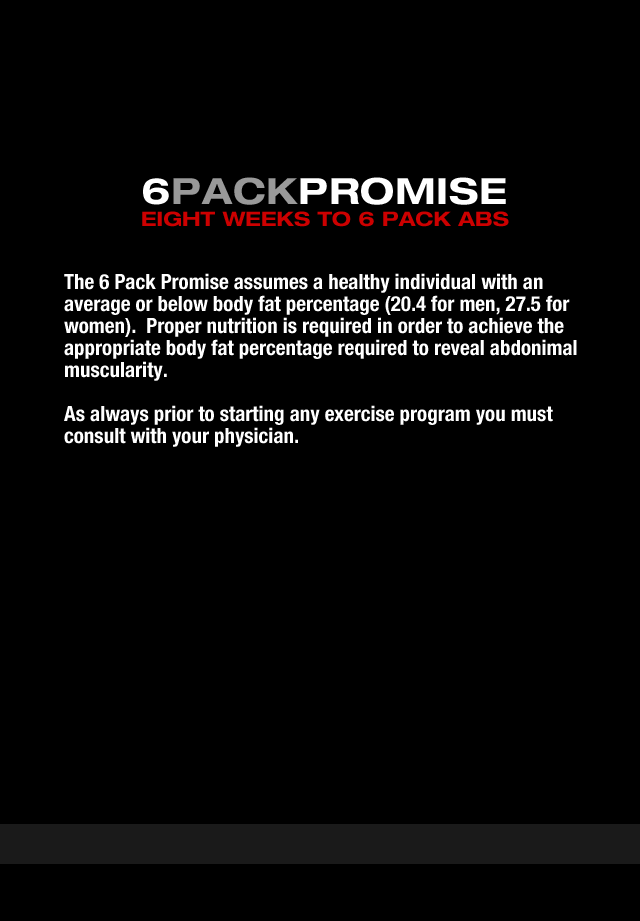 6PACKPROMISE
EIGHT WEEKS TO 6 PACK ABS
The 6 Pack Promise assumes a healthy individual with an
average or below body fat percentage (20.4 for men, 27.5 for
women).  Proper nutrition is required in order to achieve the
appropriate body fat percentage required to reveal abdonimal
muscularity.
As always prior to starting any exercise program you must
consult with your physician.